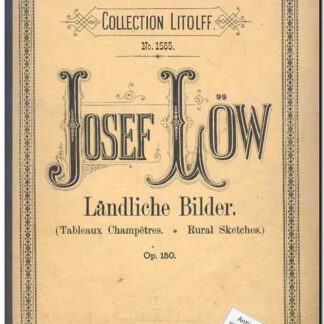 COLLECTION LITOLFF.
No. 1565.
JOSEF LÖW
Ländliche Bilder.
(Tableaux Champêtres. • Rural Sketches.)
Op. 150.